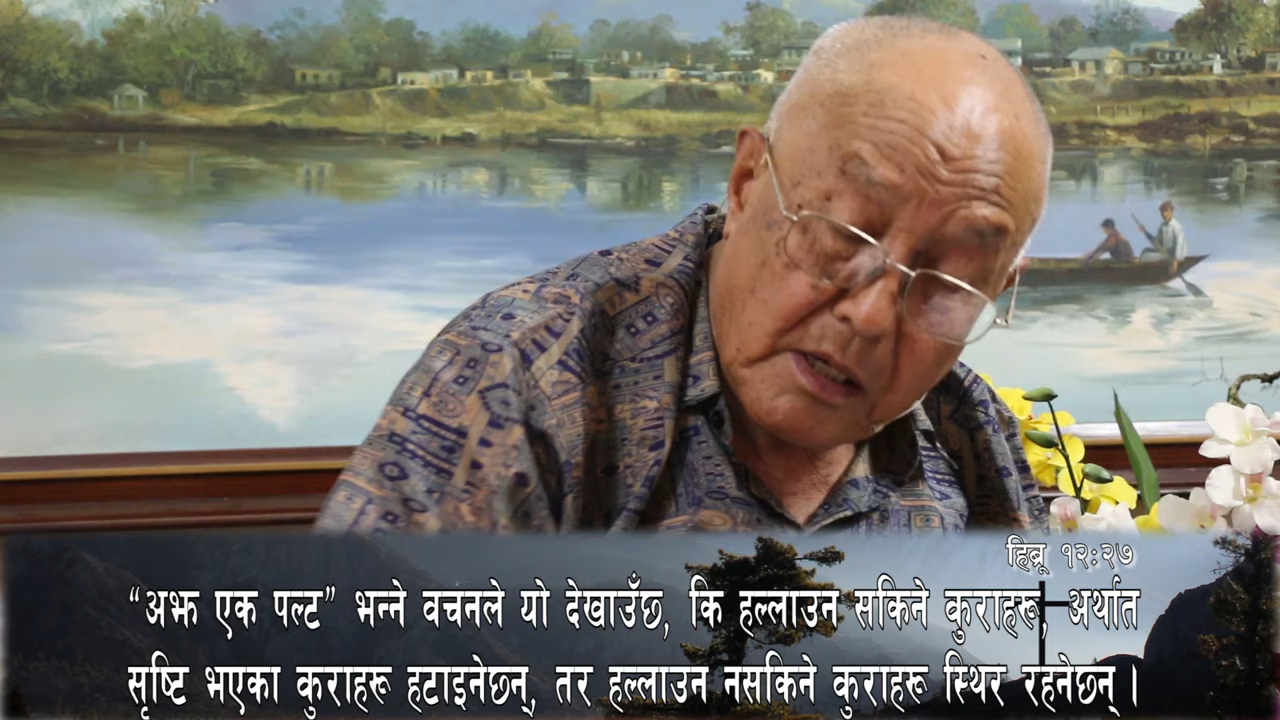 हिब्रू १२:२७
“अझ एक पल्ट” भन्ने वचनले यो देखाउँछ, कि हल्लाउन सकिने कुराहरू, अर्थात
सृष्टि भएका कुराहरू हटाइनेछन्, तर हल्लाउन नसकिने कुराहरू स्थिर रहनेछन् ।